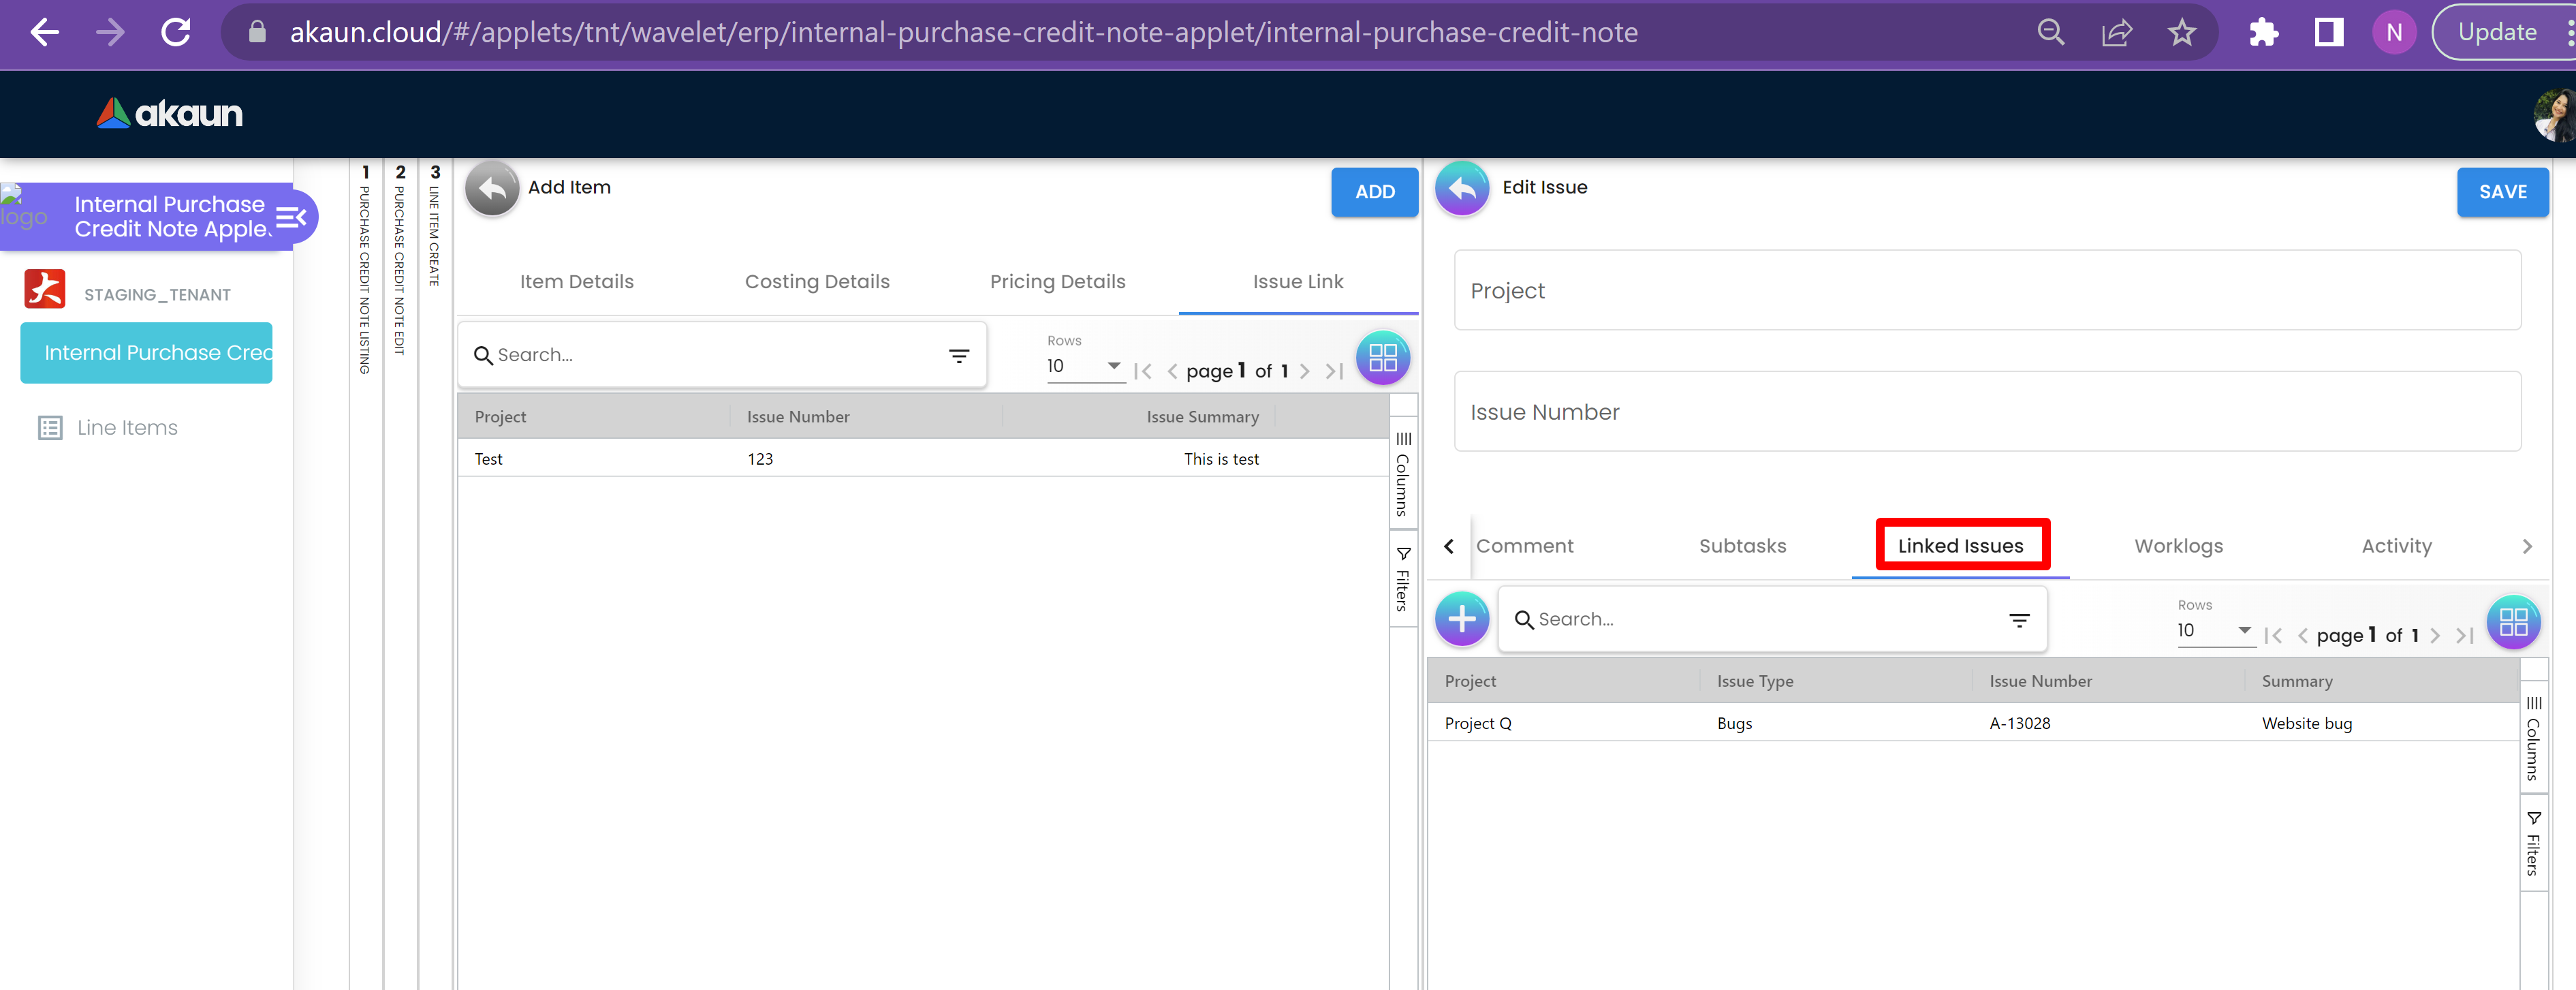 akaun.cloud/#/applets/tnt/wavelet/erp/internal-purchase-credit-note-applet/internal-purchase-credit-note
N
Update
akaun
logo
Internal Purchase
Credit Note Apple
STAGING_TENANT
Internal Purchase Cred
Line Items
1 PURCHASE CREDIT NOTE LISTING
2 PURCHASE CREDIT NOTE EDIT
3 LINE ITEM CREATE
Add Item
ADD
Item Details
Costing Details
Pricing Details
Issue Link
Search...
Rows
10
page 1 of 1
Project
Issue Number
Issue Summary
Test
123
This is test
Columns
Filters
Edit Issue
SAVE
Project
Issue Number
Comment
Subtasks
Linked Issues
Worklogs
Activity
Search...
Rows
10
page 1 of 1
Project
Issue Type
Issue Number
Summary
Project Q
Bugs
A-13028
Website bug
Columns
Filters